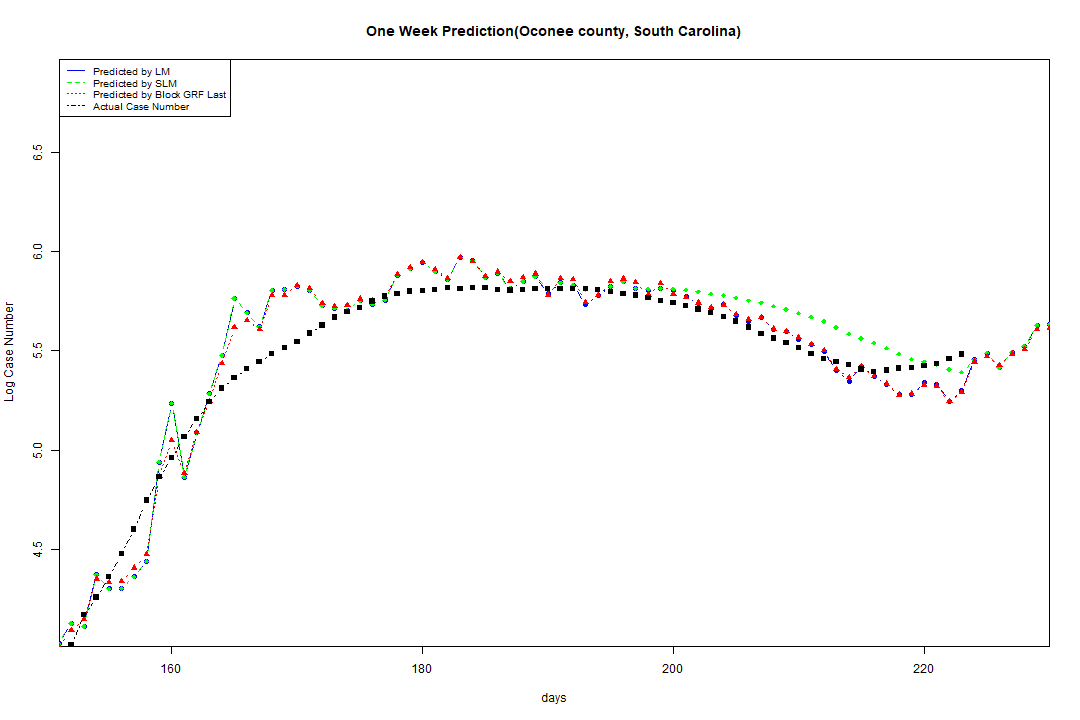 One Week Prediction(Oconee county, South Carolina)
Predicted by LM
Predicted by SLM
Predicted by Block GRF Last
Actual Case Number
6.5
6.0
5.5
5.0
4.5
Log Case Number
160
180
200
220
days